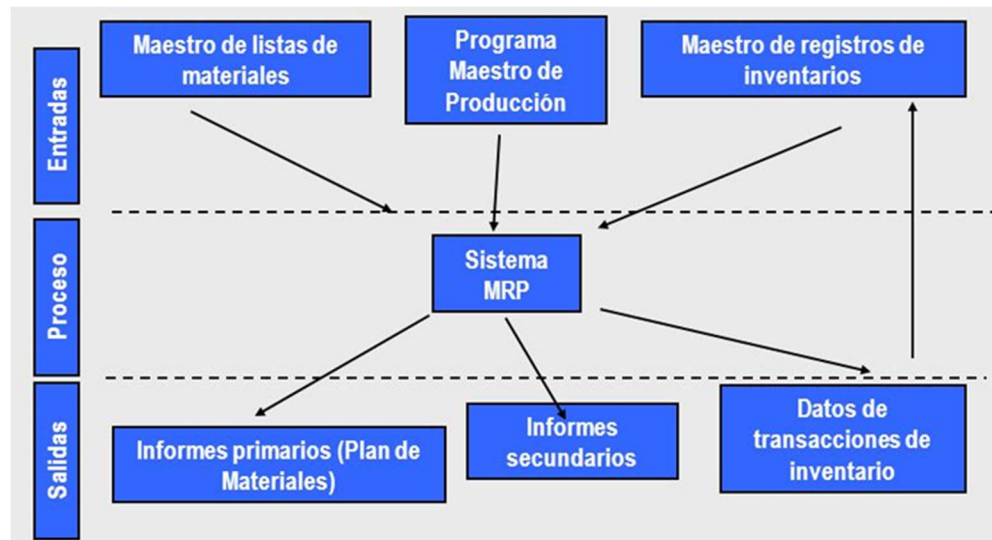 Entradas
Maestro de listas de
materiales
Programa
Maestro de
Producción
Maestro de registros de
inventarios
Proceso
Sistema
MRP
Salidas
Informes primarios (Plan de
Materiales)
Informes
secundarios
Datos de
transacciones de
inventario